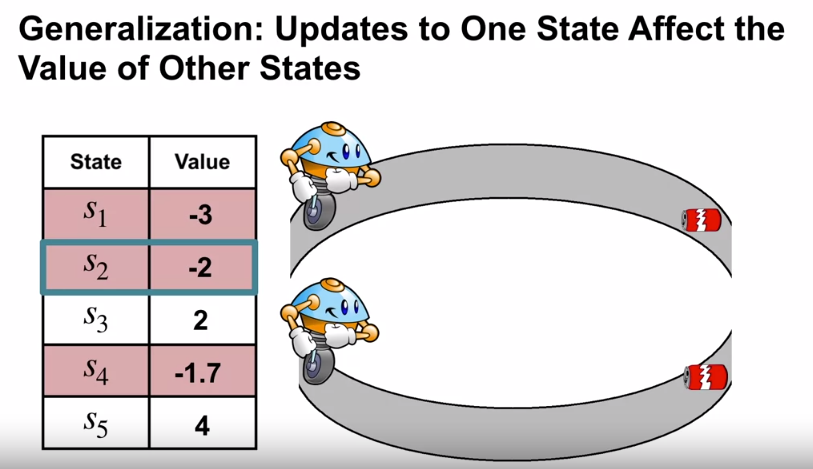 Generalization: Updates to One State Affect the
Value of Other States
State Value
s₁ -3
s₂ -2
s₃ 2
s₄ -1.7
s₅ 4